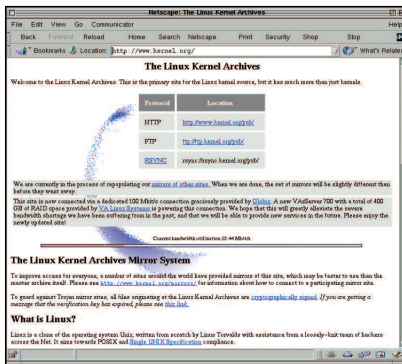 Netscape: The Linux Kernel Archives
File Edit View Go Communicator Help
Back Forward Reload Home Search Netscape Print Security Shop Stop
Bookmarks Location: http://www.kernel.org/ What's Related
The Linux Kernel Archives
Welcome to the Linux Kernel Archives. This is the primary site for the Linux kernel source, but it has much more than just kernels.
Protocol Location
HTTP http://www.kernel.org/pub/
FTP ftp://ftp.kernel.org/pub/
RSYNC rsync://rsync.kernel.org/pub/
We are currently in the process of repopulating our mirrors of other sites. When we are done, the set of mirrors will be slightly different than
before they went away.
This site is now connected via a dedicated 100 Mbit/s connection graciously provided by Globix. A new VAServer 700 with a total of 400
GB of RAID space provided by VA Linux Systems is powering this connection. We hope that this will greatly alleviate the severe
bandwidth shortage we have been suffering from in the past, and that we will be able to provide new services in the future. Please enjoy the
newly updated site!
Current bandwidth utilization 25.44 Mbit/s
The Linux Kernel Archives Mirror System
To improve access for everyone, a number of sites around the world have provided mirrors of this site, which may be faster to use than the
master archive itself. Please see http://www.kernel.org/mirrors/ for information about how to connect to a participating mirror site.
To guard against Trojan mirror sites, all files originating at the Linux Kernel Archives are cryptographically signed. If you are getting a
message that the verification key has expired, please see this link.
What is Linux?
Linux is a clone of the operating system Unix, written from scratch by Linus Torvalds with assistance from a loosely-knit team of hackers
across the Net. It aims towards POSIX and Single UNIX Specification compliance.